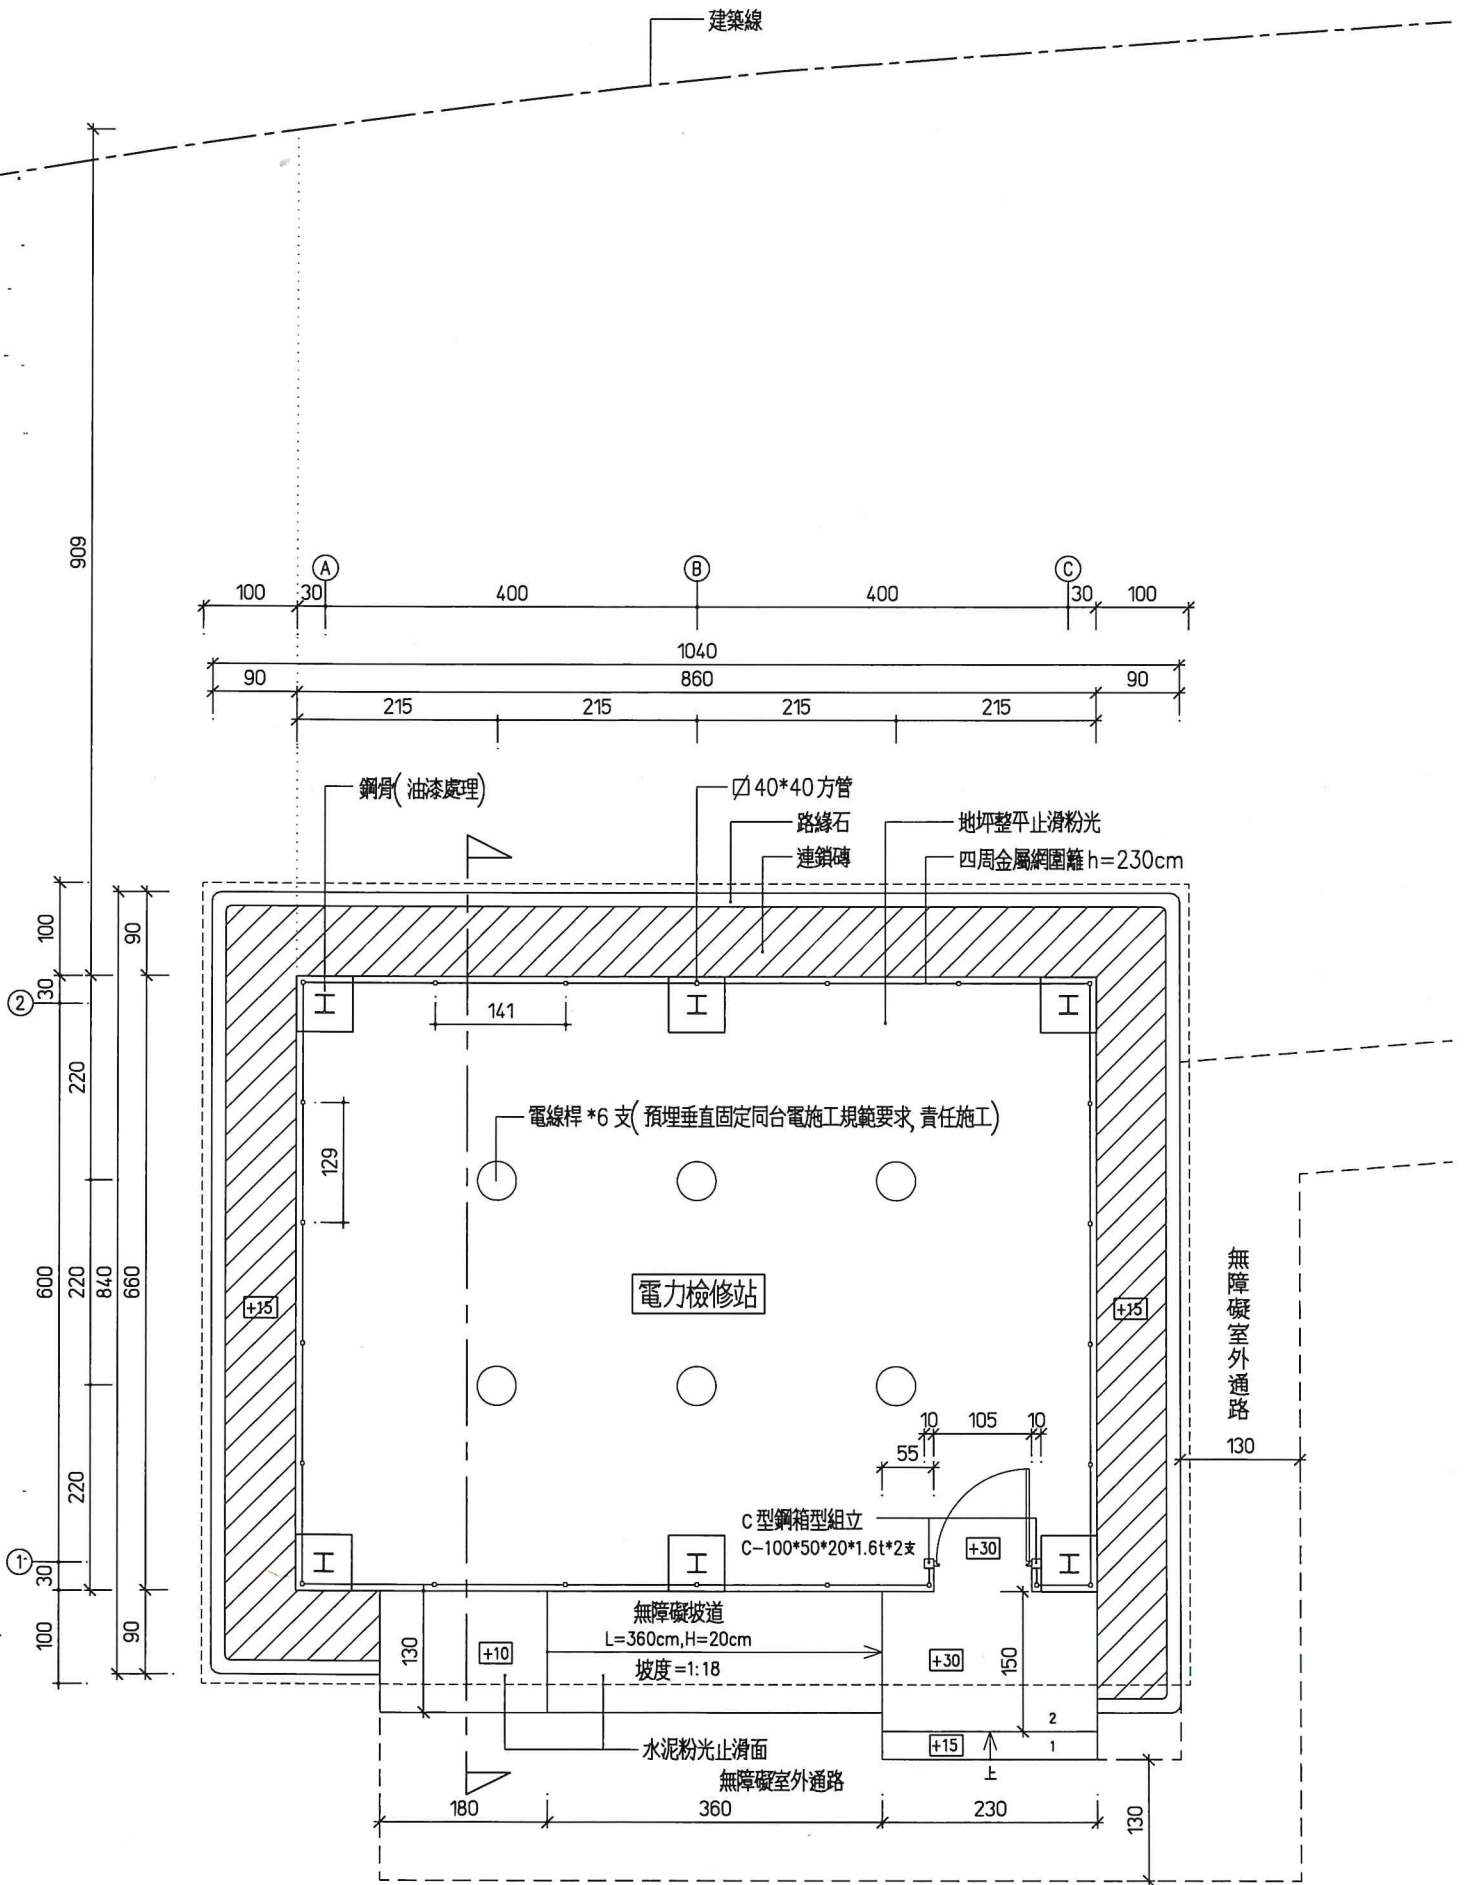 建築線
909
A
B
C
100
30
400
400
30
100
1040
90
860
90
215
215
215
215
鋼骨(油漆處理)
40*40方管
路緣石
地坪整平止滑粉光
連鎖磚
四周金屬網圍籬h=230cm
100
90
30
2
141
220
電線桿*6支(預埋垂直固定同台電施工規範要求,責任施工)
129
600
220
840
660
+15
電力檢修站
+15
無障礙室外通路
130
10
105
10
55
220
C型鋼箱型組立
C-100*50*20*1.6t*2支
+30
1
30
100
90
130
+10
無障礙坡道
L=360cm,H=20cm
坡度=1:18
+30
150
2
+15
1
上
水泥粉光止滑面
無障礙室外通路
180
360
230
130